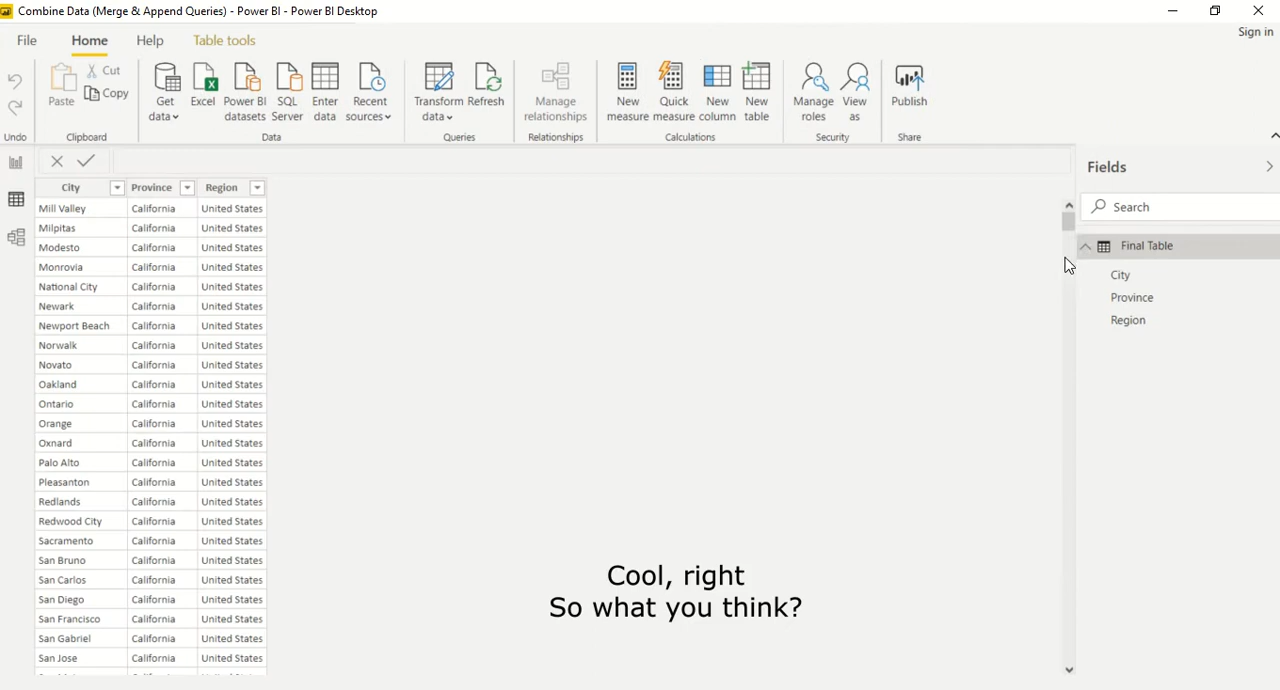 Combine Data (Merge & Append Queries) - Power BI - Power BI Desktop
Sign in
File Home Help Table tools
Paste Cut Copy
Get data Excel Power BI datasets SQL Server Enter data Recent sources
Transform data Refresh
Manage relationships
New measure Quick measure New column New table
Manage roles View as
Publish
Undo Clipboard Data Queries Relationships Calculations Security Share
City Province Region
Mill Valley California United States
Milpitas California United States
Modesto California United States
Monrovia California United States
National City California United States
Newark California United States
Newport Beach California United States
Norwalk California United States
Novato California United States
Oakland California United States
Ontario California United States
Orange California United States
Oxnard California United States
Palo Alto California United States
Pleasanton California United States
Redlands California United States
Redwood City California United States
Sacramento California United States
San Bruno California United States
San Carlos California United States
San Diego California United States
San Francisco California United States
San Gabriel California United States
San Jose California United States
Fields
Search
Final Table
City
Province
Region
Cool, right
So what you think?